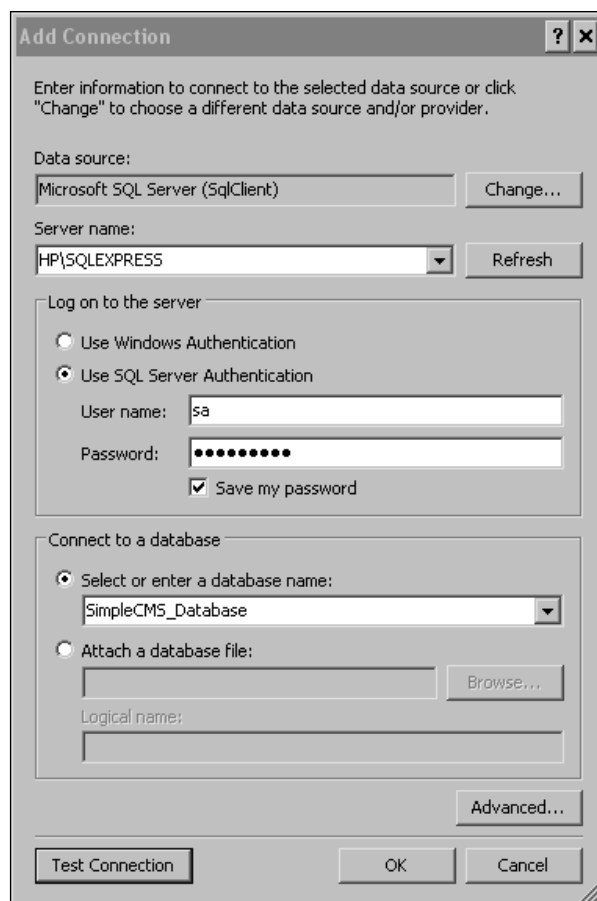 Add Connection
Enter information to connect to the selected data source or click
"Change" to choose a different data source and/or provider.
Data source:
Microsoft SQL Server (SqlClient)
Change...
Server name:
HP\SQLEXPRESS
Refresh
Log on to the server
Use Windows Authentication
Use SQL Server Authentication
User name:
sa
Password:
●●●●●●●●●
Save my password
Connect to a database
Select or enter a database name:
SimpleCMS_Database
Attach a database file:
Browse...
Logical name:
Advanced...
Test Connection
OK
Cancel